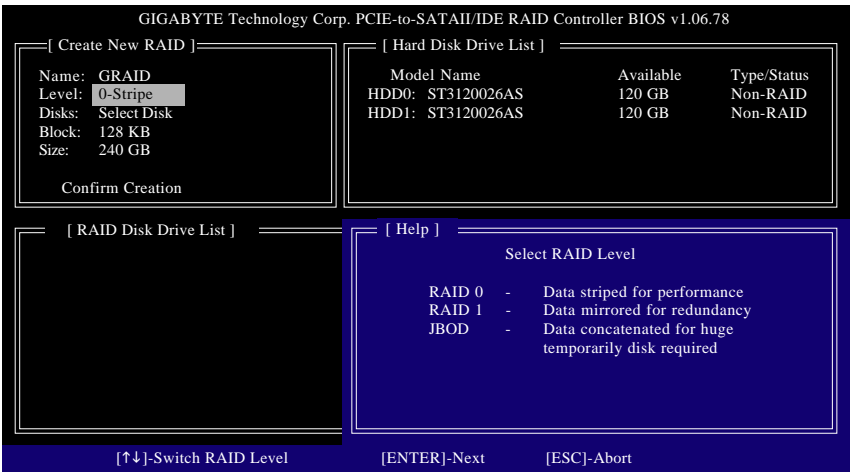 GIGABYTE Technology Corp. PCIE-to-SATAII/IDE RAID Controller BIOS v1.06.78
[ Create New RAID ]
Name: GRAID
Level: 0-Stripe
Disks: Select Disk
Block: 128 KB
Size: 240 GB
Confirm Creation
[ Hard Disk Drive List ]
Model Name Available Type/Status
HDD0: ST3120026AS 120 GB Non-RAID
HDD1: ST3120026AS 120 GB Non-RAID
[ RAID Disk Drive List ]
[ Help ]
Select RAID Level
RAID 0 - Data striped for performance
RAID 1 - Data mirrored for redundancy
JBOD - Data concatenated for huge
temporarily disk required
[↑↓]-Switch RAID Level [ENTER]-Next [ESC]-Abort